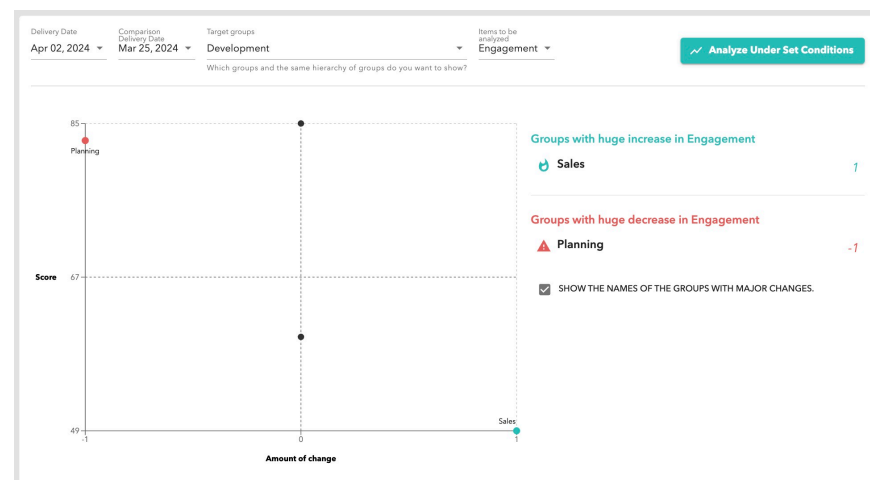 Delivery Date
Apr 02, 2024
Comparison
Delivery Date
Mar 25, 2024
Target groups
Development
Which groups and the same hierarchy of groups do you want to show?
Items to be
analyzed
Engagement
Analyze Under Set Conditions
85
Planning
Score
67
49
Sales
-1
0
1
Amount of change
Groups with huge increase in Engagement
Sales
1
Groups with huge decrease in Engagement
Planning
-1
SHOW THE NAMES OF THE GROUPS WITH MAJOR CHANGES.